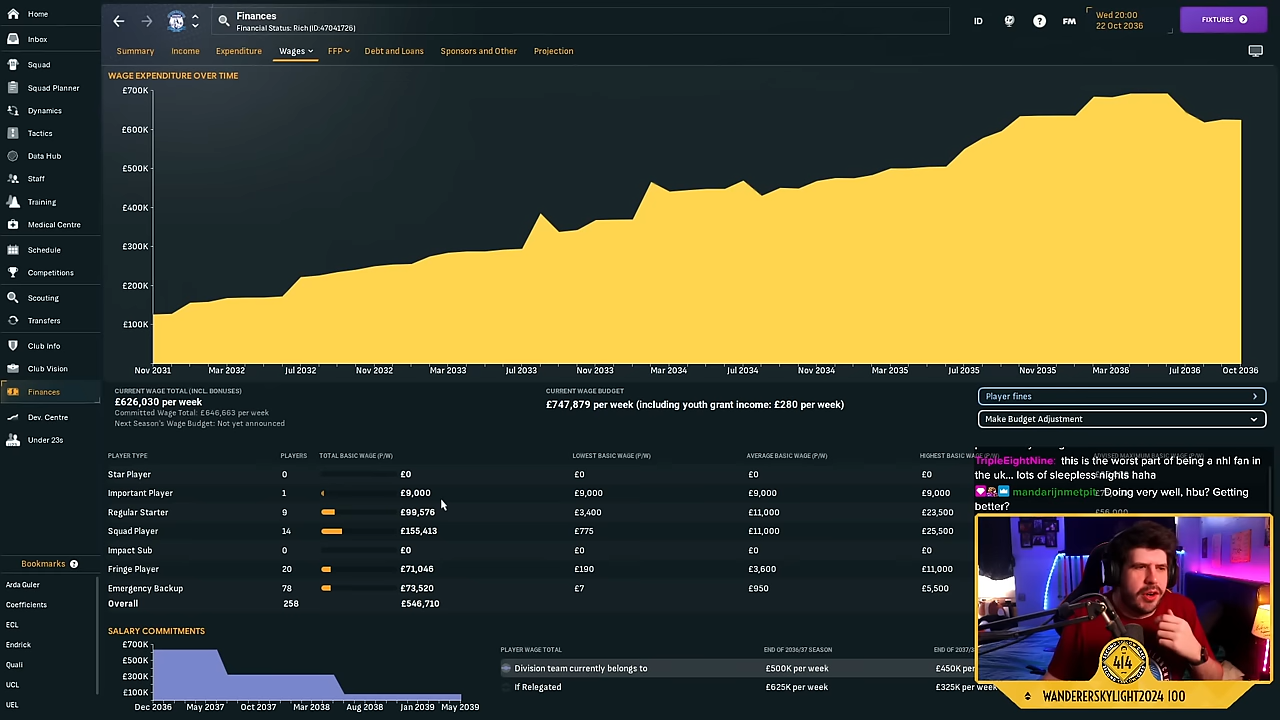 Home
Inbox
Squad
Squad Planner
Dynamics
Tactics
Data Hub
Staff
Training
Medical Centre
Schedule
Competitions
Scouting
Transfers
Club Info
Club Vision
Finances
Dev. Centre
Under 23s
Bookmarks ?
Arda Guler
Coefficients
ECL
Endrick
Quali
UCL
UEL
Finances
Financial Status: Rich (ID:47041726)
ID
?
FM
Wed 20:00
22 Oct 2036
FIXTURES
Summary Income Expenditure Wages FFP Debt and Loans Sponsors and Other Projection
WAGE EXPENDITURE OVER TIME
£700K
£600K
£500K
£400K
£300K
£200K
£100K
Nov 2031 Mar 2032 Jul 2032 Nov 2032 Mar 2033 Jul 2033 Nov 2033 Mar 2034 Jul 2034 Nov 2034 Mar 2035 Jul 2035 Nov 2035 Mar 2036 Jul 2036 Oct 2036
CURRENT WAGE TOTAL (INCL. BONUSES)
£626,030 per week
Committed Wage Total: £646,663 per week
Next Season's Wage Budget: Not yet announced
CURRENT WAGE BUDGET
£747,879 per week (including youth grant income: £280 per week)
Player fines
Make Budget Adjustment
PLAYER TYPE PLAYERS TOTAL BASIC WAGE (P/W) LOWEST BASIC WAGE (P/W) AVERAGE BASIC WAGE (P/W) HIGHEST BASIC WAGE (P/W)
Star Player 0 £0 £0 £0 £0
Important Player 1 £9,000 £9,000 £9,000 £9,000
Regular Starter 9 £99,576 £3,400 £11,000 £23,500
Squad Player 14 £155,413 £775 £11,000 £25,500
Impact Sub 0 £0 £0 £0 £0
Fringe Player 20 £71,046 £190 £3,600 £11,000
Emergency Backup 78 £73,520 £7 £950 £5,500
Overall 258 £546,710
TripleEightNine: this is the worst part of being a nhl fan in
the uk... lots of sleepless nights haha
mandarijnmetpit: Doing very well, hbu? Getting
better?
£56,000
SALARY COMMITMENTS
£700K
£500K
£300K
£100K
Dec 2036 May 2037 Oct 2037 Mar 2038 Aug 2038 Jan 2039 May 2039
PLAYER WAGE TOTAL END OF 2036/37 SEASON END OF 2037/3
Division team currently belongs to £500K per week £450K per
If Relegated £625K per week £325K per week
4|4
WANDERERSKYLIGHT2024 100